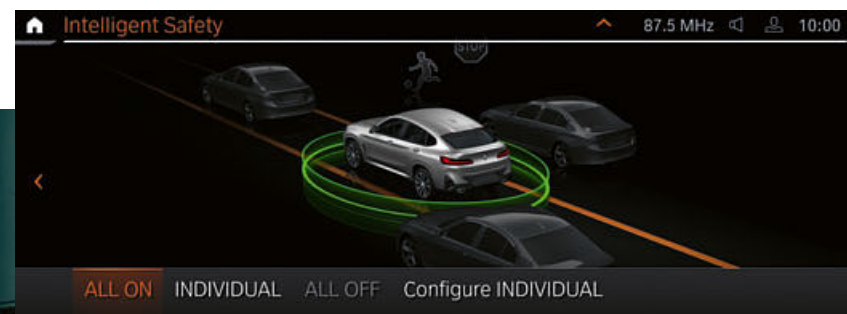 Intelligent Safety 87.5 MHz 10:00
STOP
ALL ON INDIVIDUAL ALL OFF Configure INDIVIDUAL